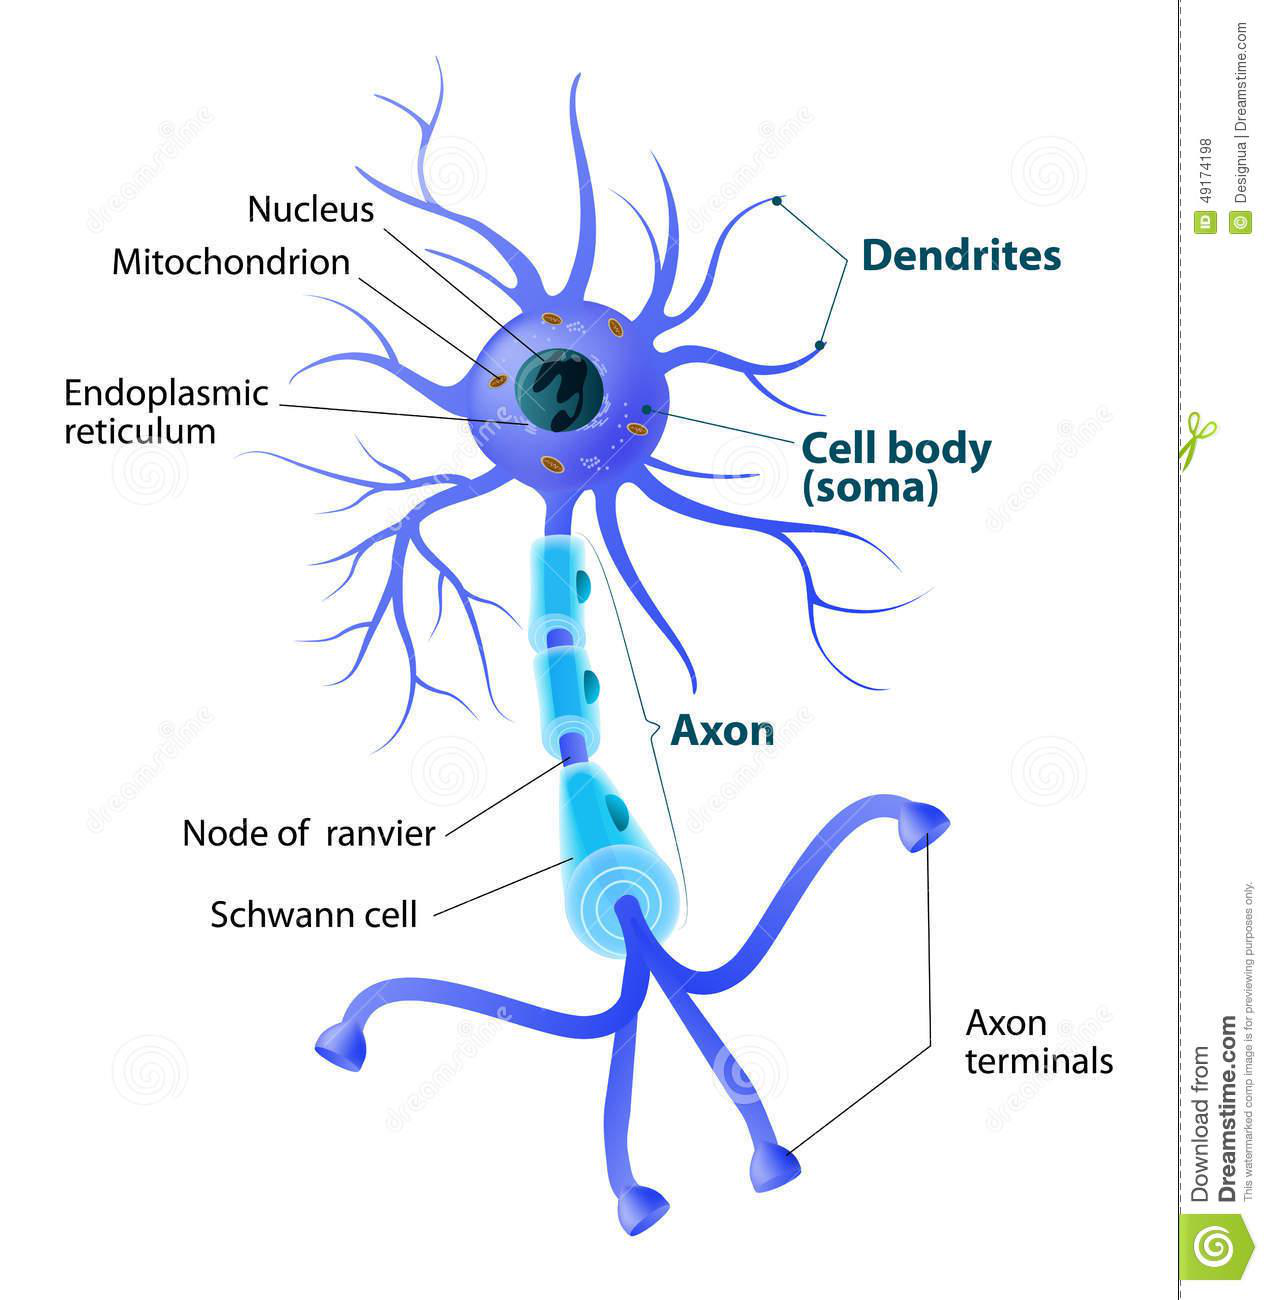 Nucleus
Mitochondrion
Endoplasmic
reticulum
Dendrites
Cell body
(soma)
Axon
Node of  ranvier
Schwann cell
Axon
terminals
dreamstime
ID 49174198
© Designua | Dreamstime.com
Download from
Dreamstime.com
This watermarked comp image is for previewing purposes only.